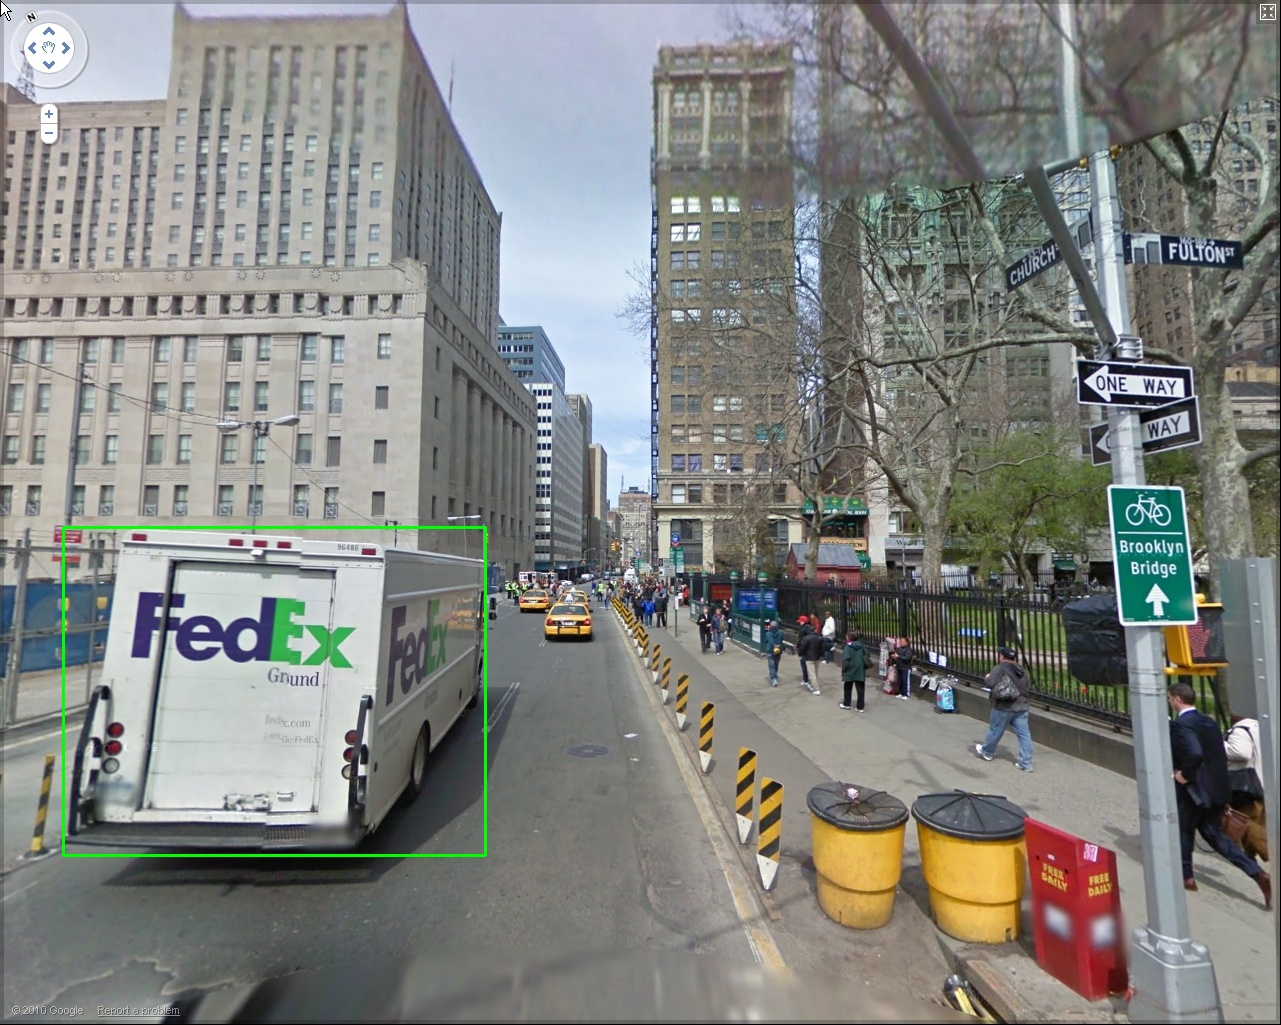 CHURCH
FULTON ST
ONE WAY
WAY
Brooklyn
Bridge
96486
FedEx
Ground
FedEx
FREE
DAILY
FREE
DAILY
© 2010 Google
Report a problem